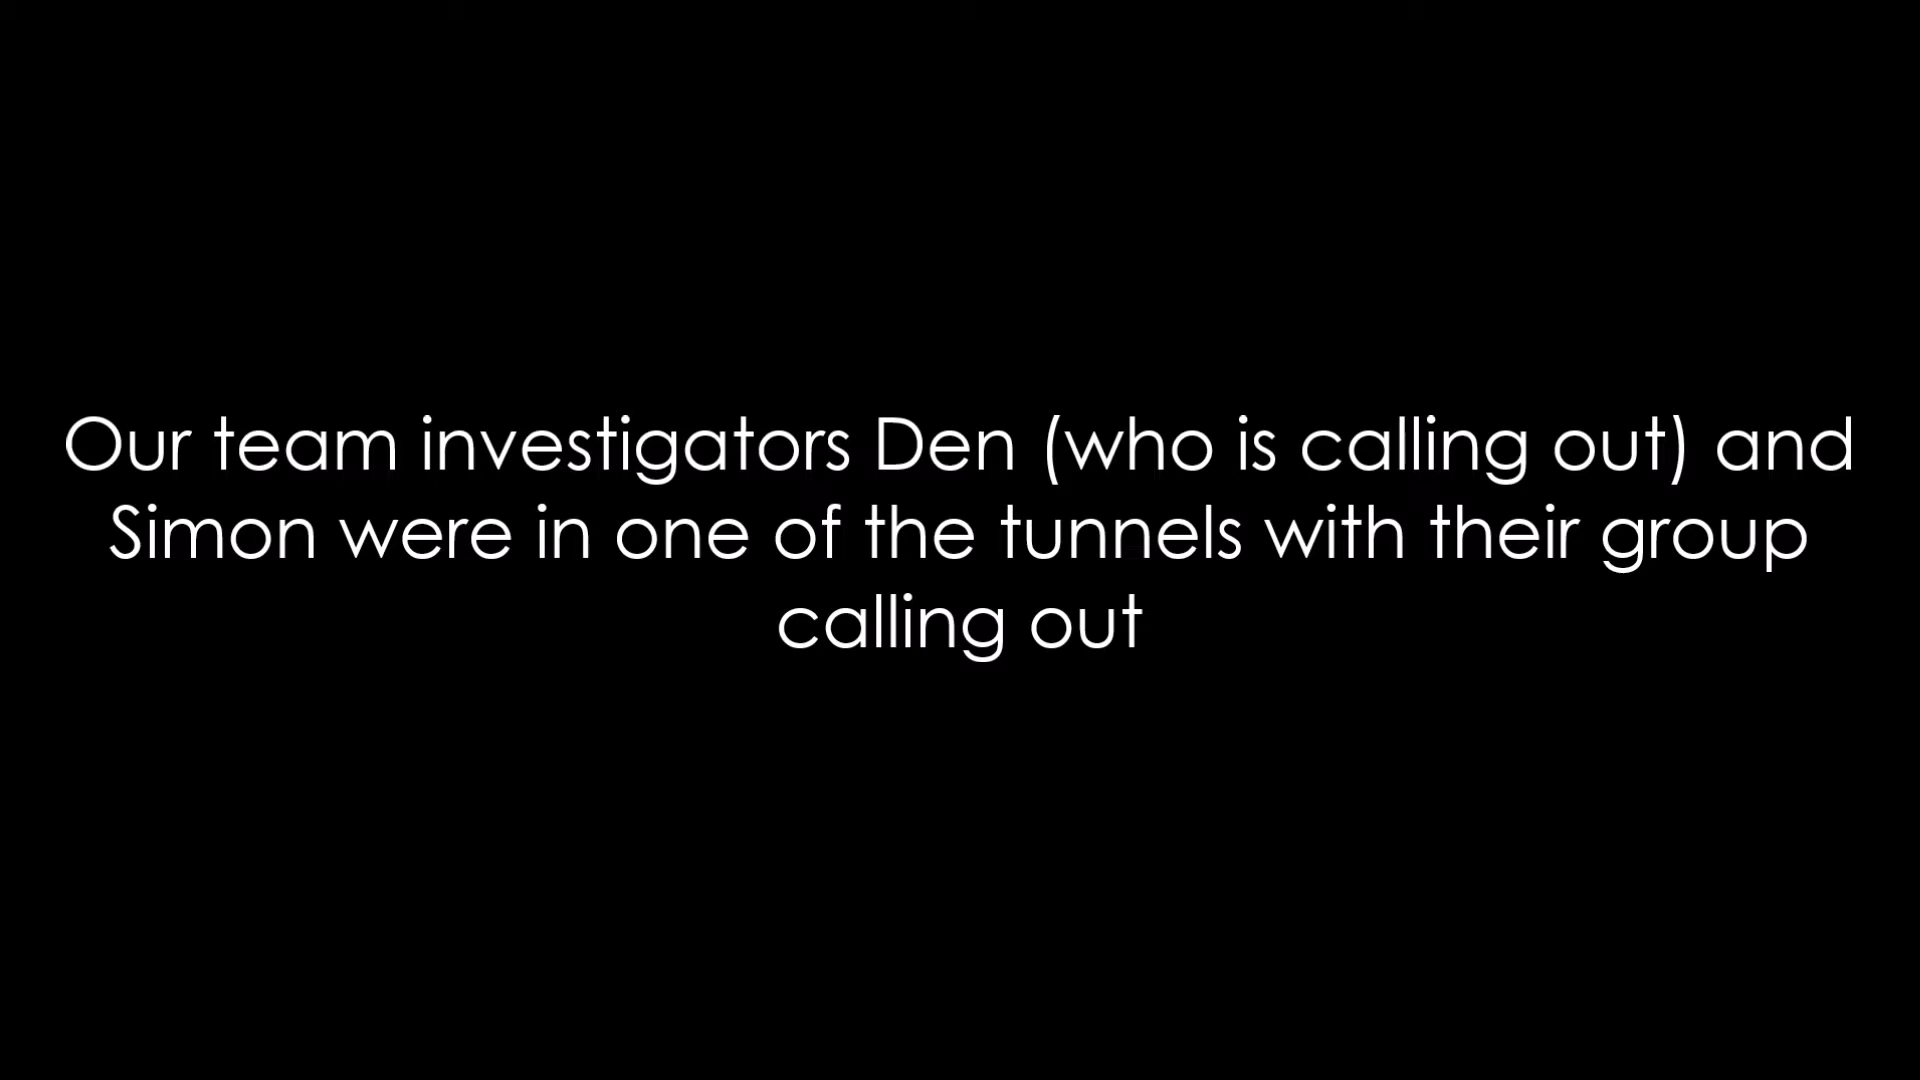 Our team investigators Den (who is calling out) and
Simon were in one of the tunnels with their group
calling out